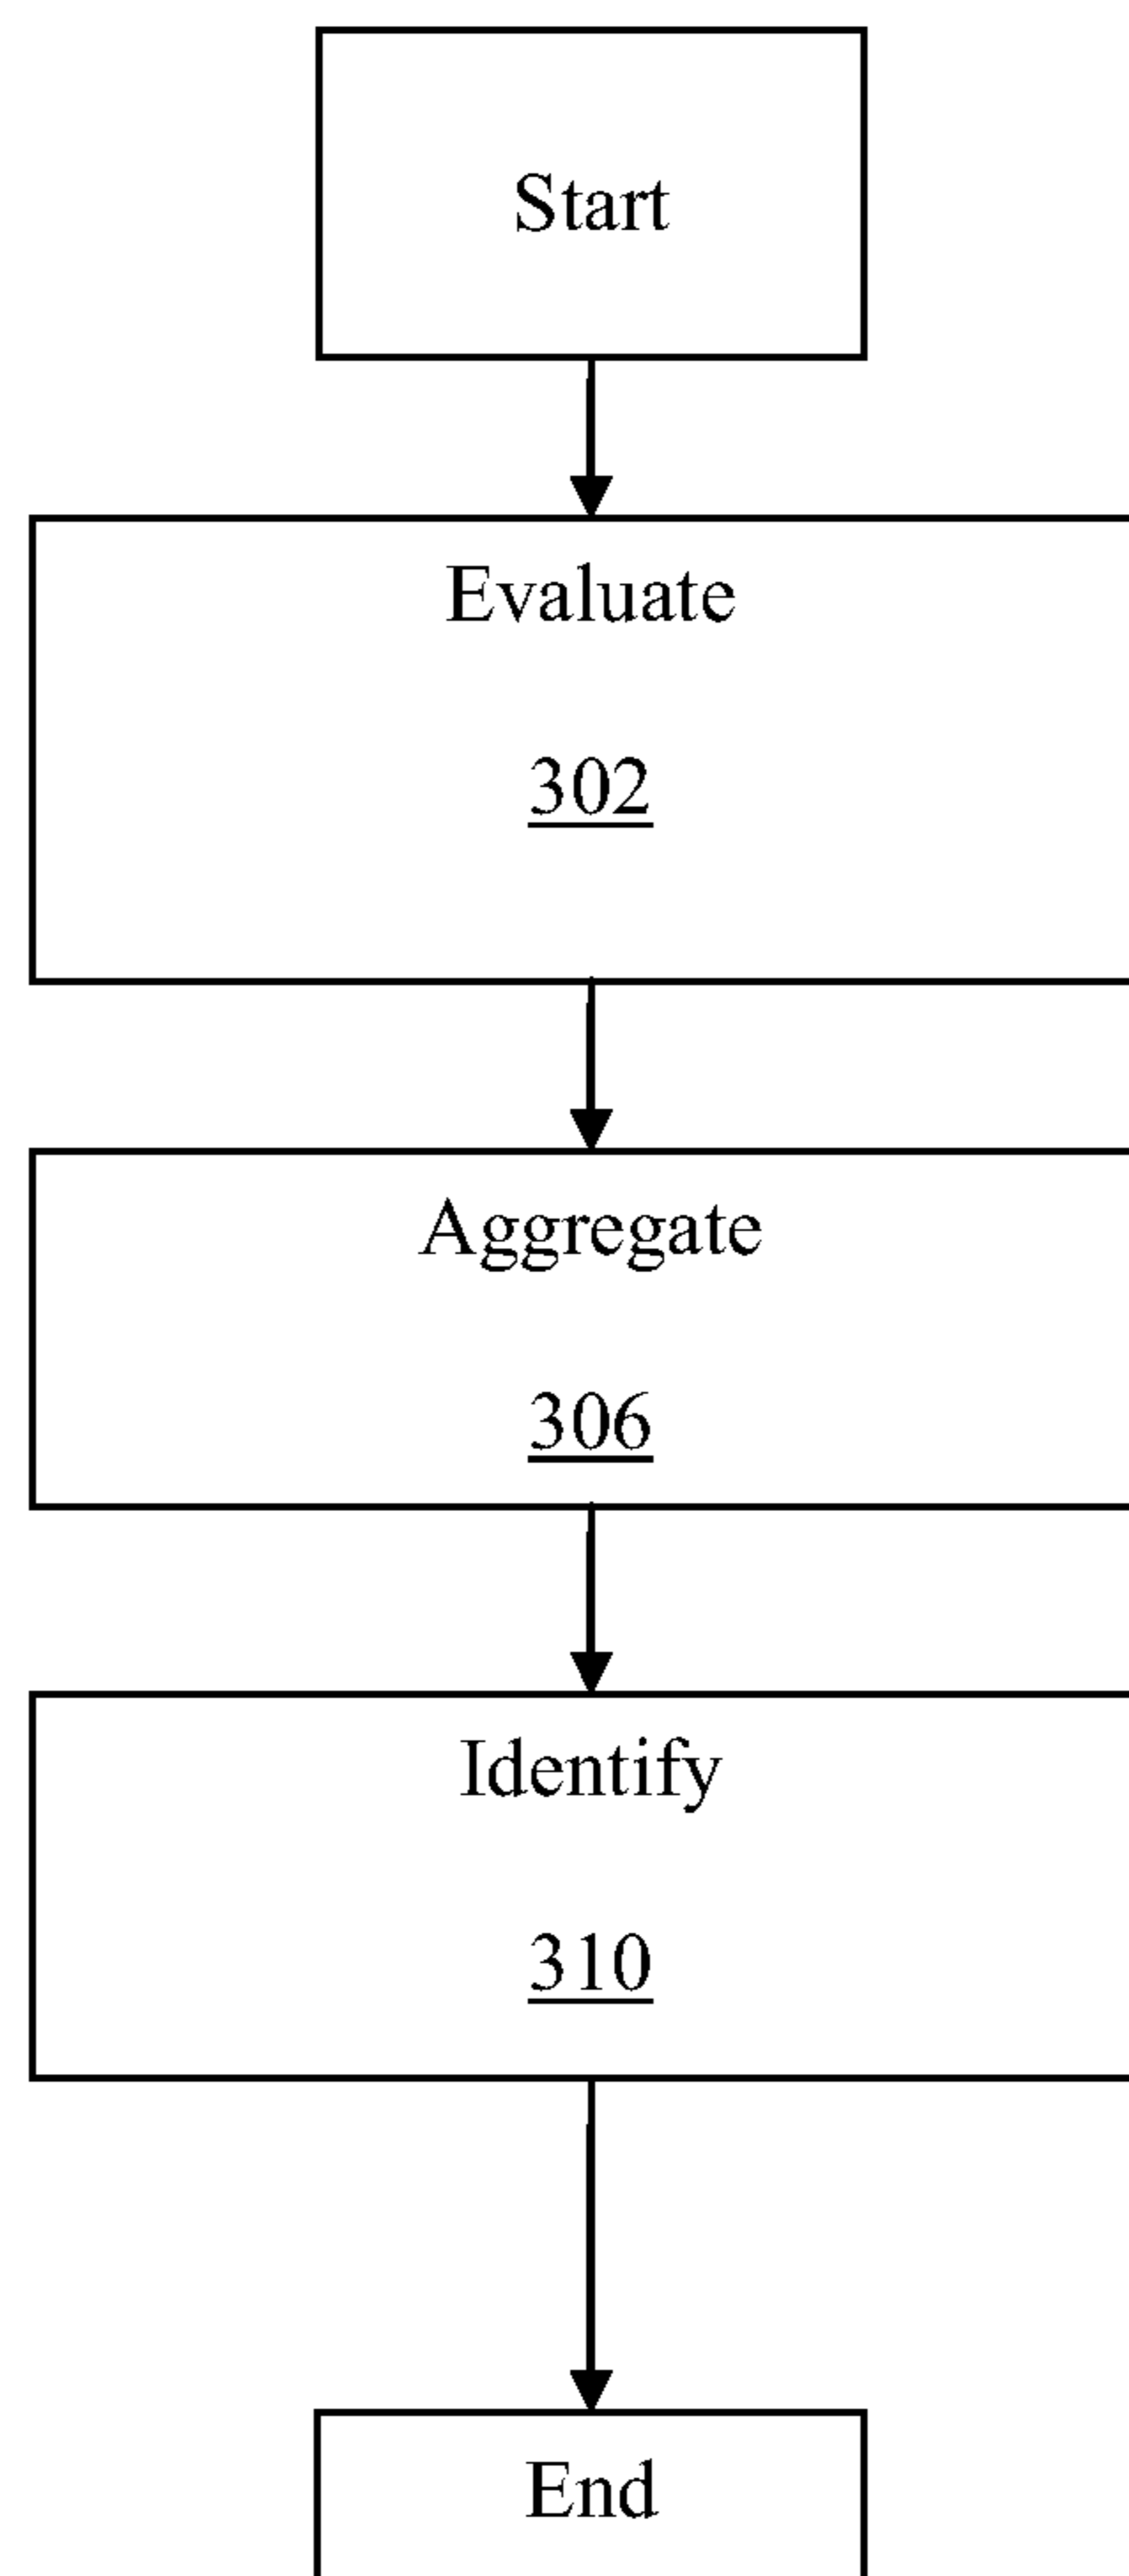 Start
Evaluate
302
Aggregate
306
Identify
310
End